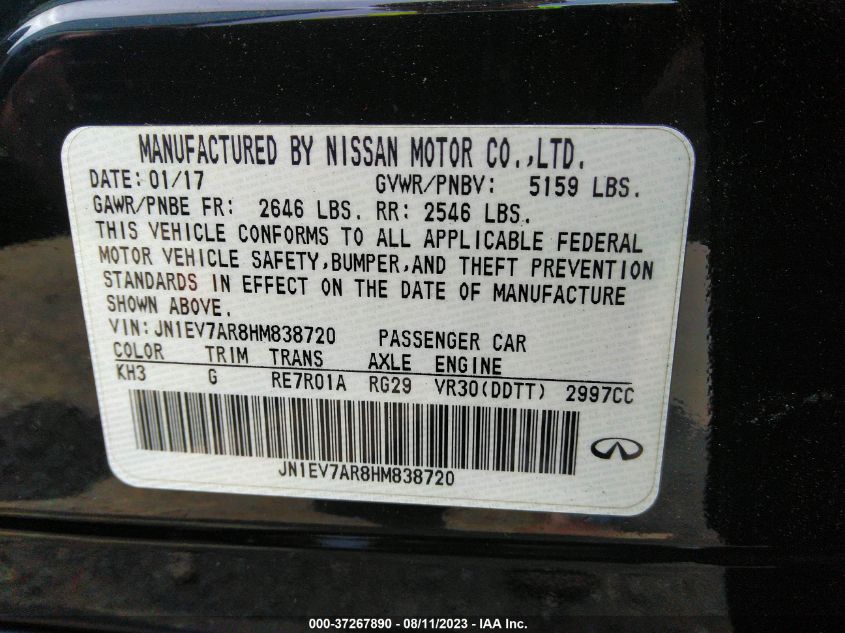 MANUFACTURED BY NISSAN MOTOR CO.,LTD.
DATE: 01/17 GVWR/PNBV: 5159 LBS.
GAWR/PNBE FR: 2646 LBS. RR: 2546 LBS.
THIS VEHICLE CONFORMS TO ALL APPLICABLE FEDERAL
MOTOR VEHICLE SAFETY,BUMPER,AND THEFT PREVENTION
STANDARDS IN EFFECT ON THE DATE OF MANUFACTURE
SHOWN ABOVE.
VIN: JN1EV7AR8HM838720 PASSENGER CAR
COLOR TRIM TRANS AXLE ENGINE
KH3 G RE7R01A RG29 VR30(DDTT) 2997CC
JN1EV7AR8HM838720
000-37267890 - 08/11/2023 - IAA Inc.